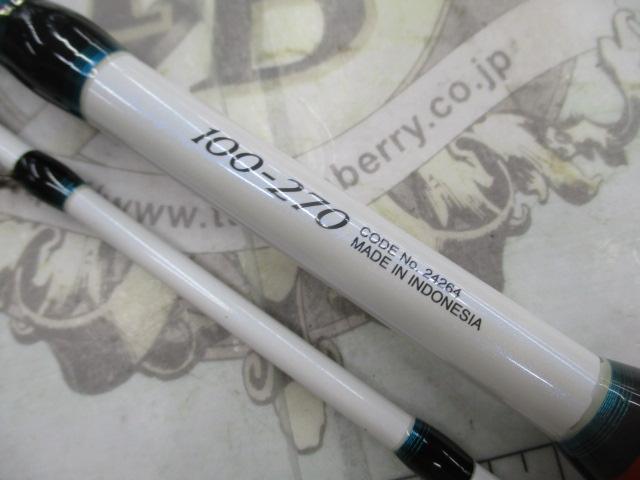 B
berry.co.jp
100-270
CODE No. 24264
MADE IN INDONESIA
www.t